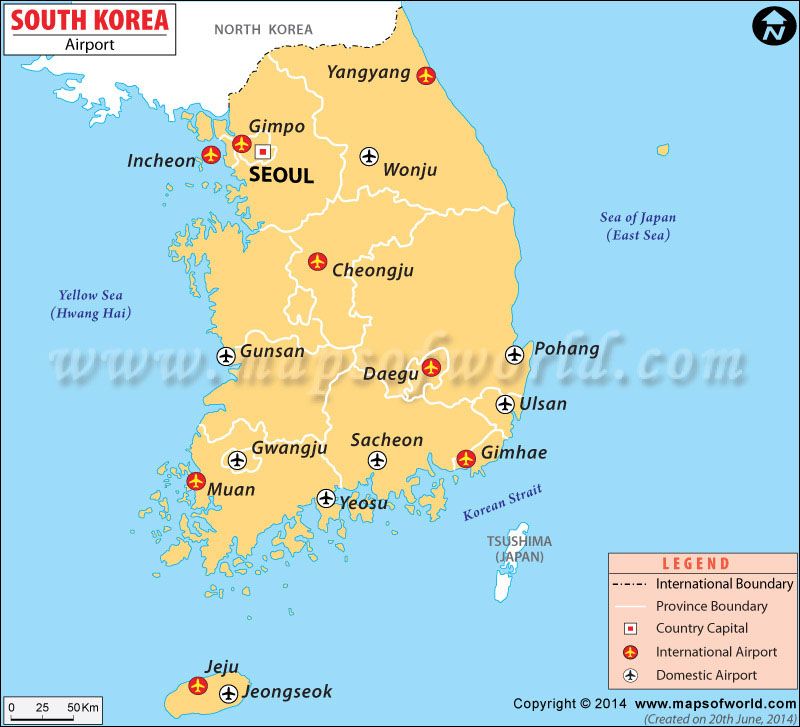 SOUTH KOREA
Airport
NORTH KOREA
N
Yangyang
Gimpo
Incheon
SEOUL
Wonju
Sea of Japan
(East Sea)
Cheongju
Yellow Sea
(Hwang Hai)
Gunsan
Pohang
www.mapsofworld.com
Daegu
Ulsan
Gwangju
Sacheon
Gimhae
Muan
Yeosu
Korean Strait
TSUSHIMA
(JAPAN)
LEGEND
International Boundary
Province Boundary
Country Capital
International Airport
Domestic Airport
Jeju
Jeongseok
0 25 50 Km
Copyright © 2014 www.mapsofworld.com
(Created on 20th June, 2014)